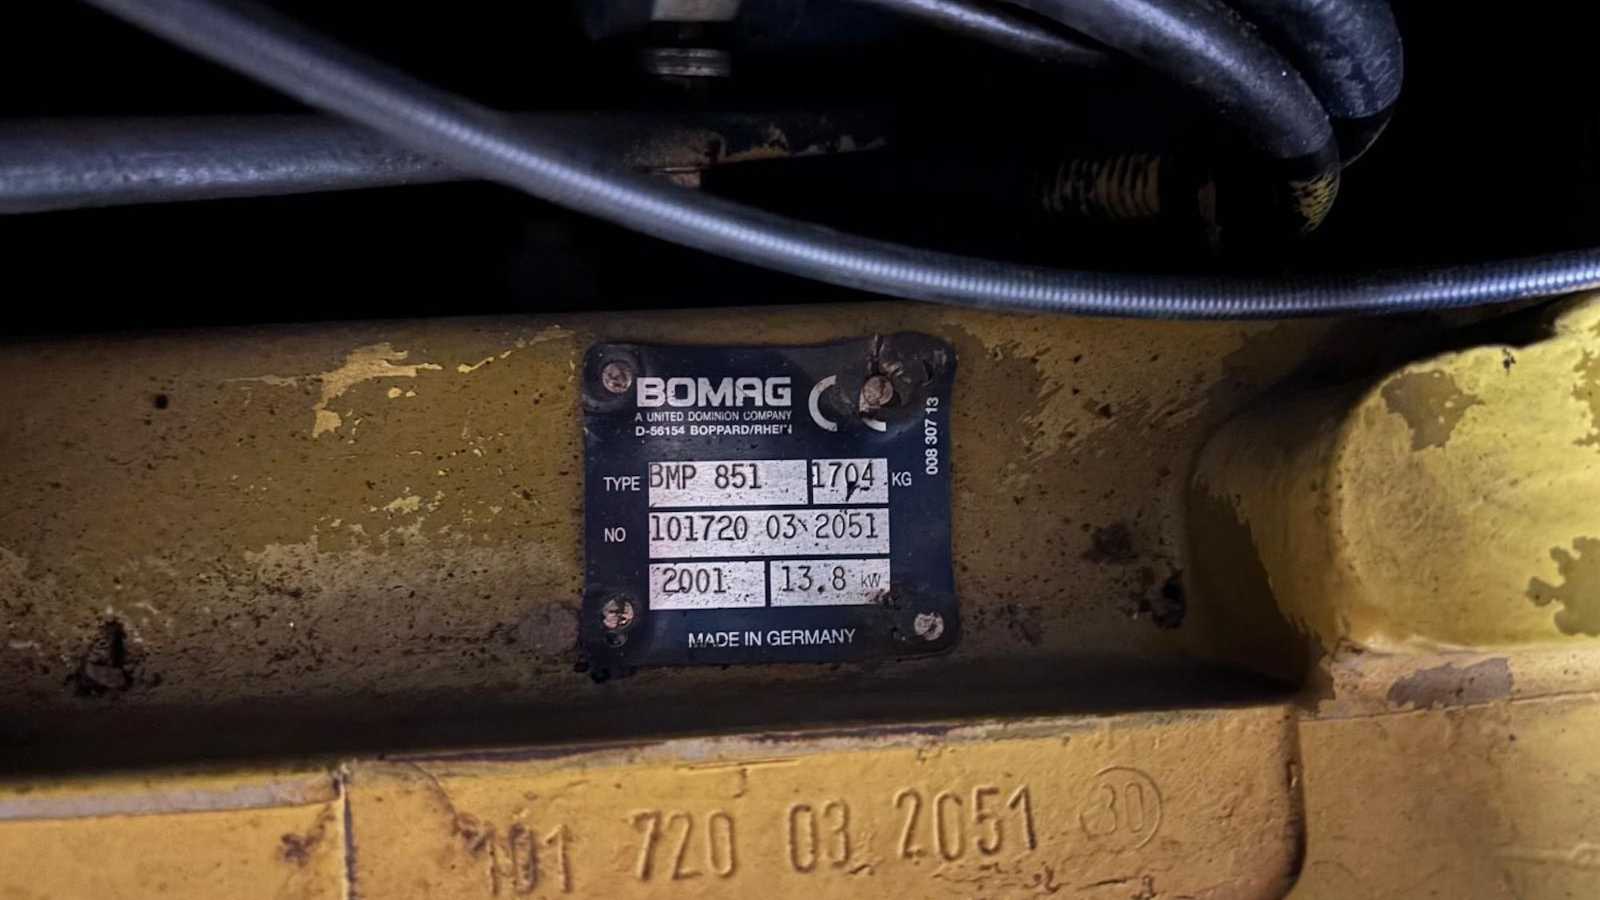 BOMAG CE
A UNITED DOMINION COMPANY
D-56154 BOPPARD/RHEIN
008 307 13
TYPE BMP 851 1704 KG
NO 101720 03 2051
2001 13.8 kW
MADE IN GERMANY
101 720 03 2051 30